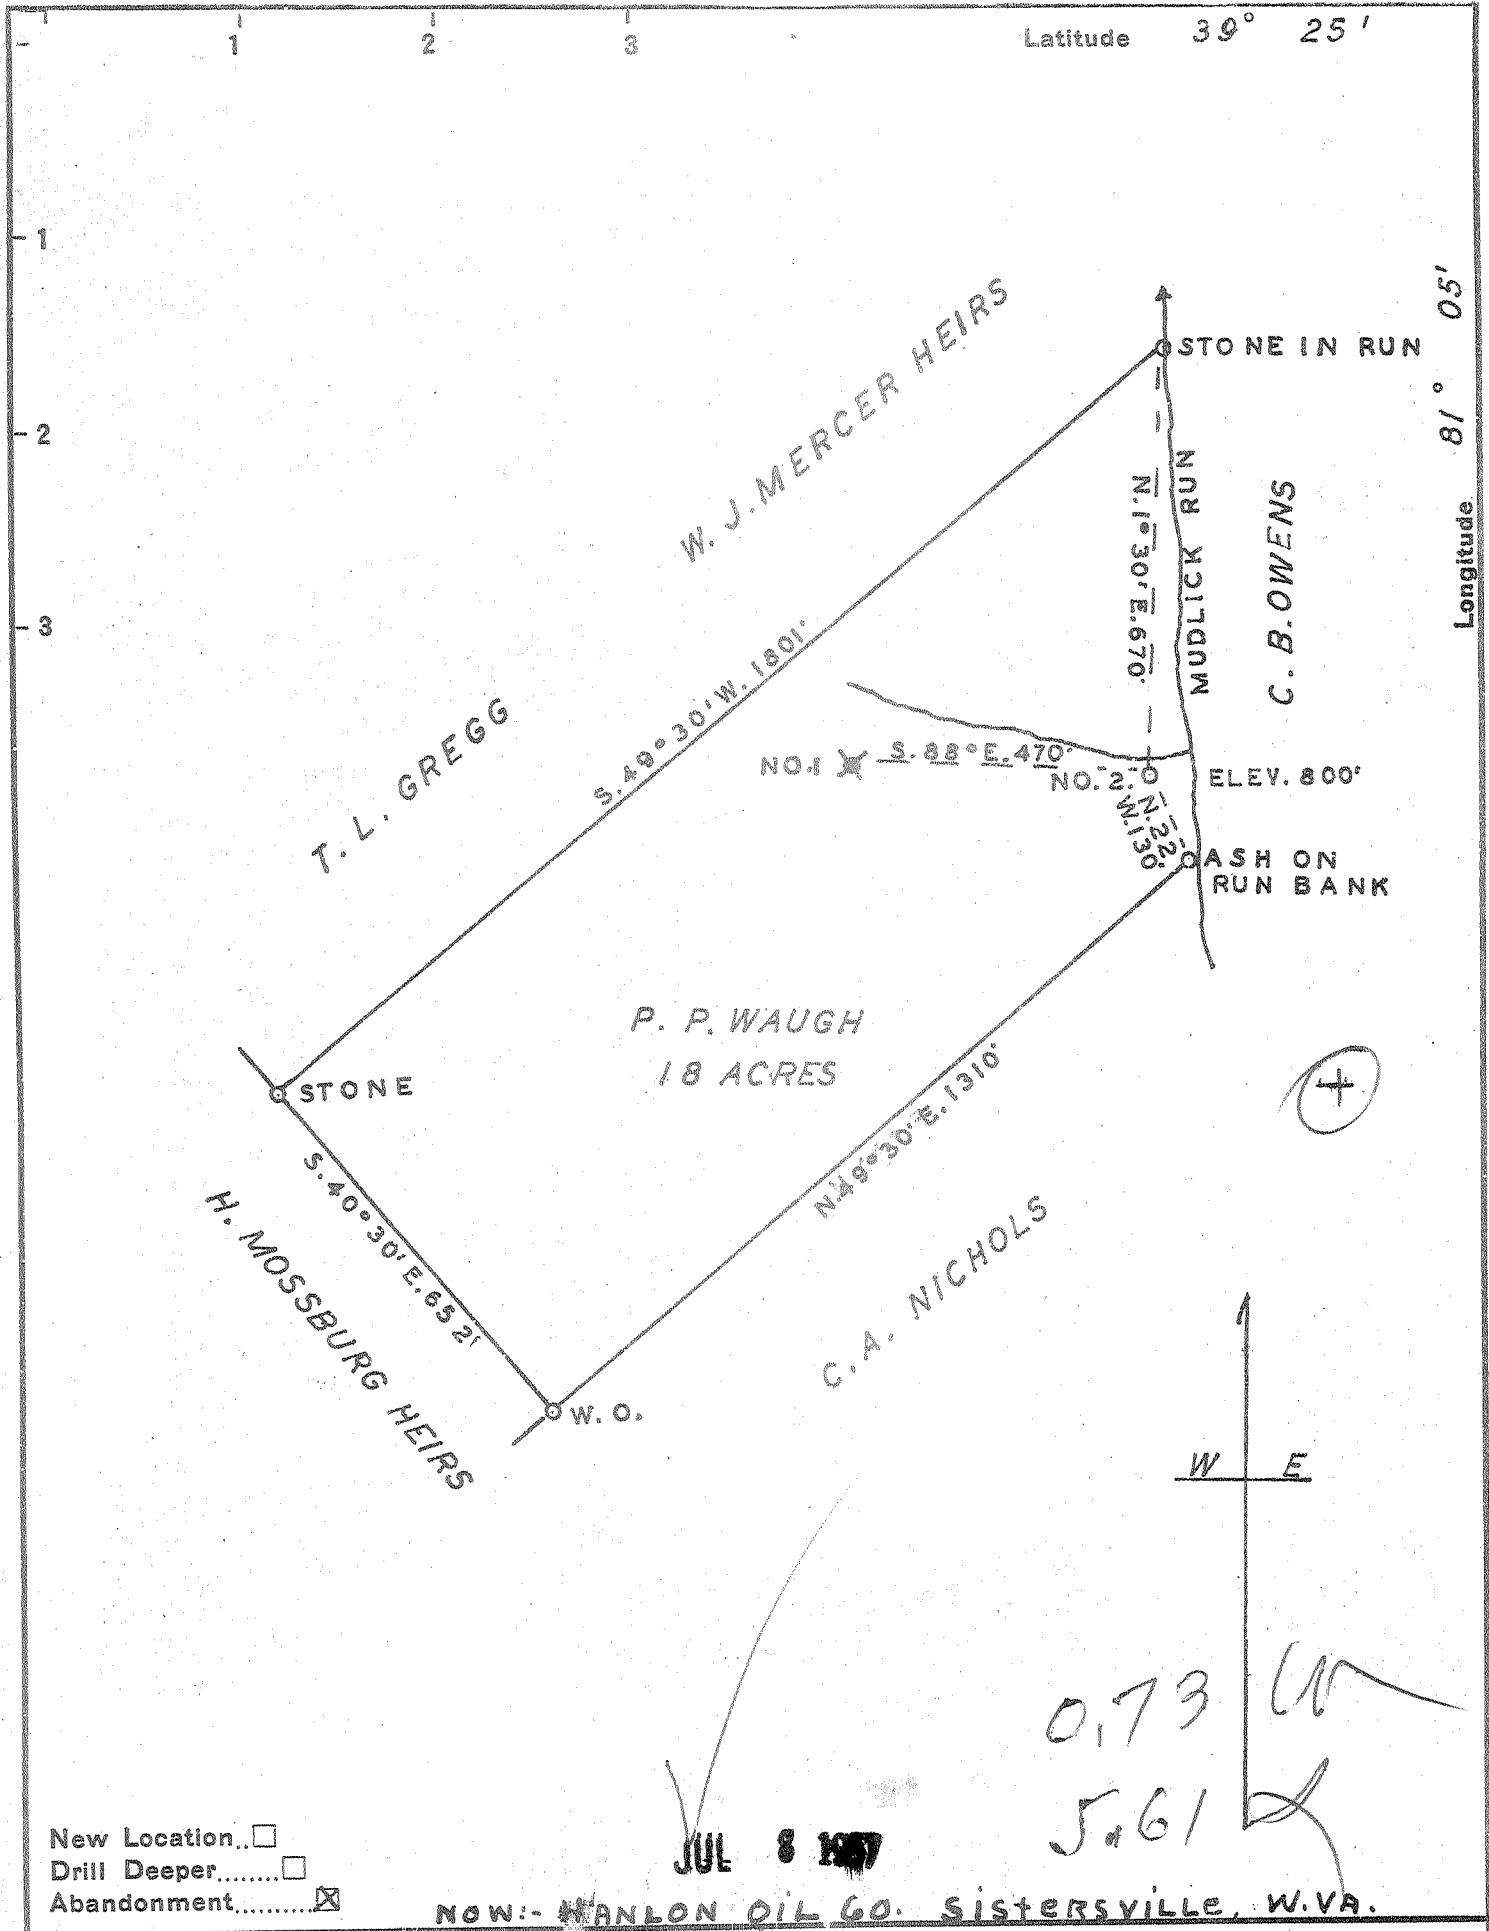 1 2 3 Latitude 39° 25'
1
2
3
Longitude 81° 05'
W. J. MERCER HEIRS
STONE IN RUN
N. 1° 30' E. 670'
MUDLICK RUN
C. B. OWENS
T. L. GREGG
S. 49° 30' W. 1801'
NO. 1 S. 88° E. 470'
NO. 2. ELEV. 800'
N. 22°
W. 130'
ASH ON
RUN BANK
P. P. WAUGH
18 ACRES
STONE
S. 40° 30' E. 652'
N. 49° 30' E. 1310'
H. MOSSBURG HEIRS
C. A. NICHOLS
W. O.
W E
0.73 W
5.61
New Location..
Drill Deeper........
Abandonment..........
JUL 8
NOW:- HANLON OIL CO. SISTERSVILLE, W.VA.